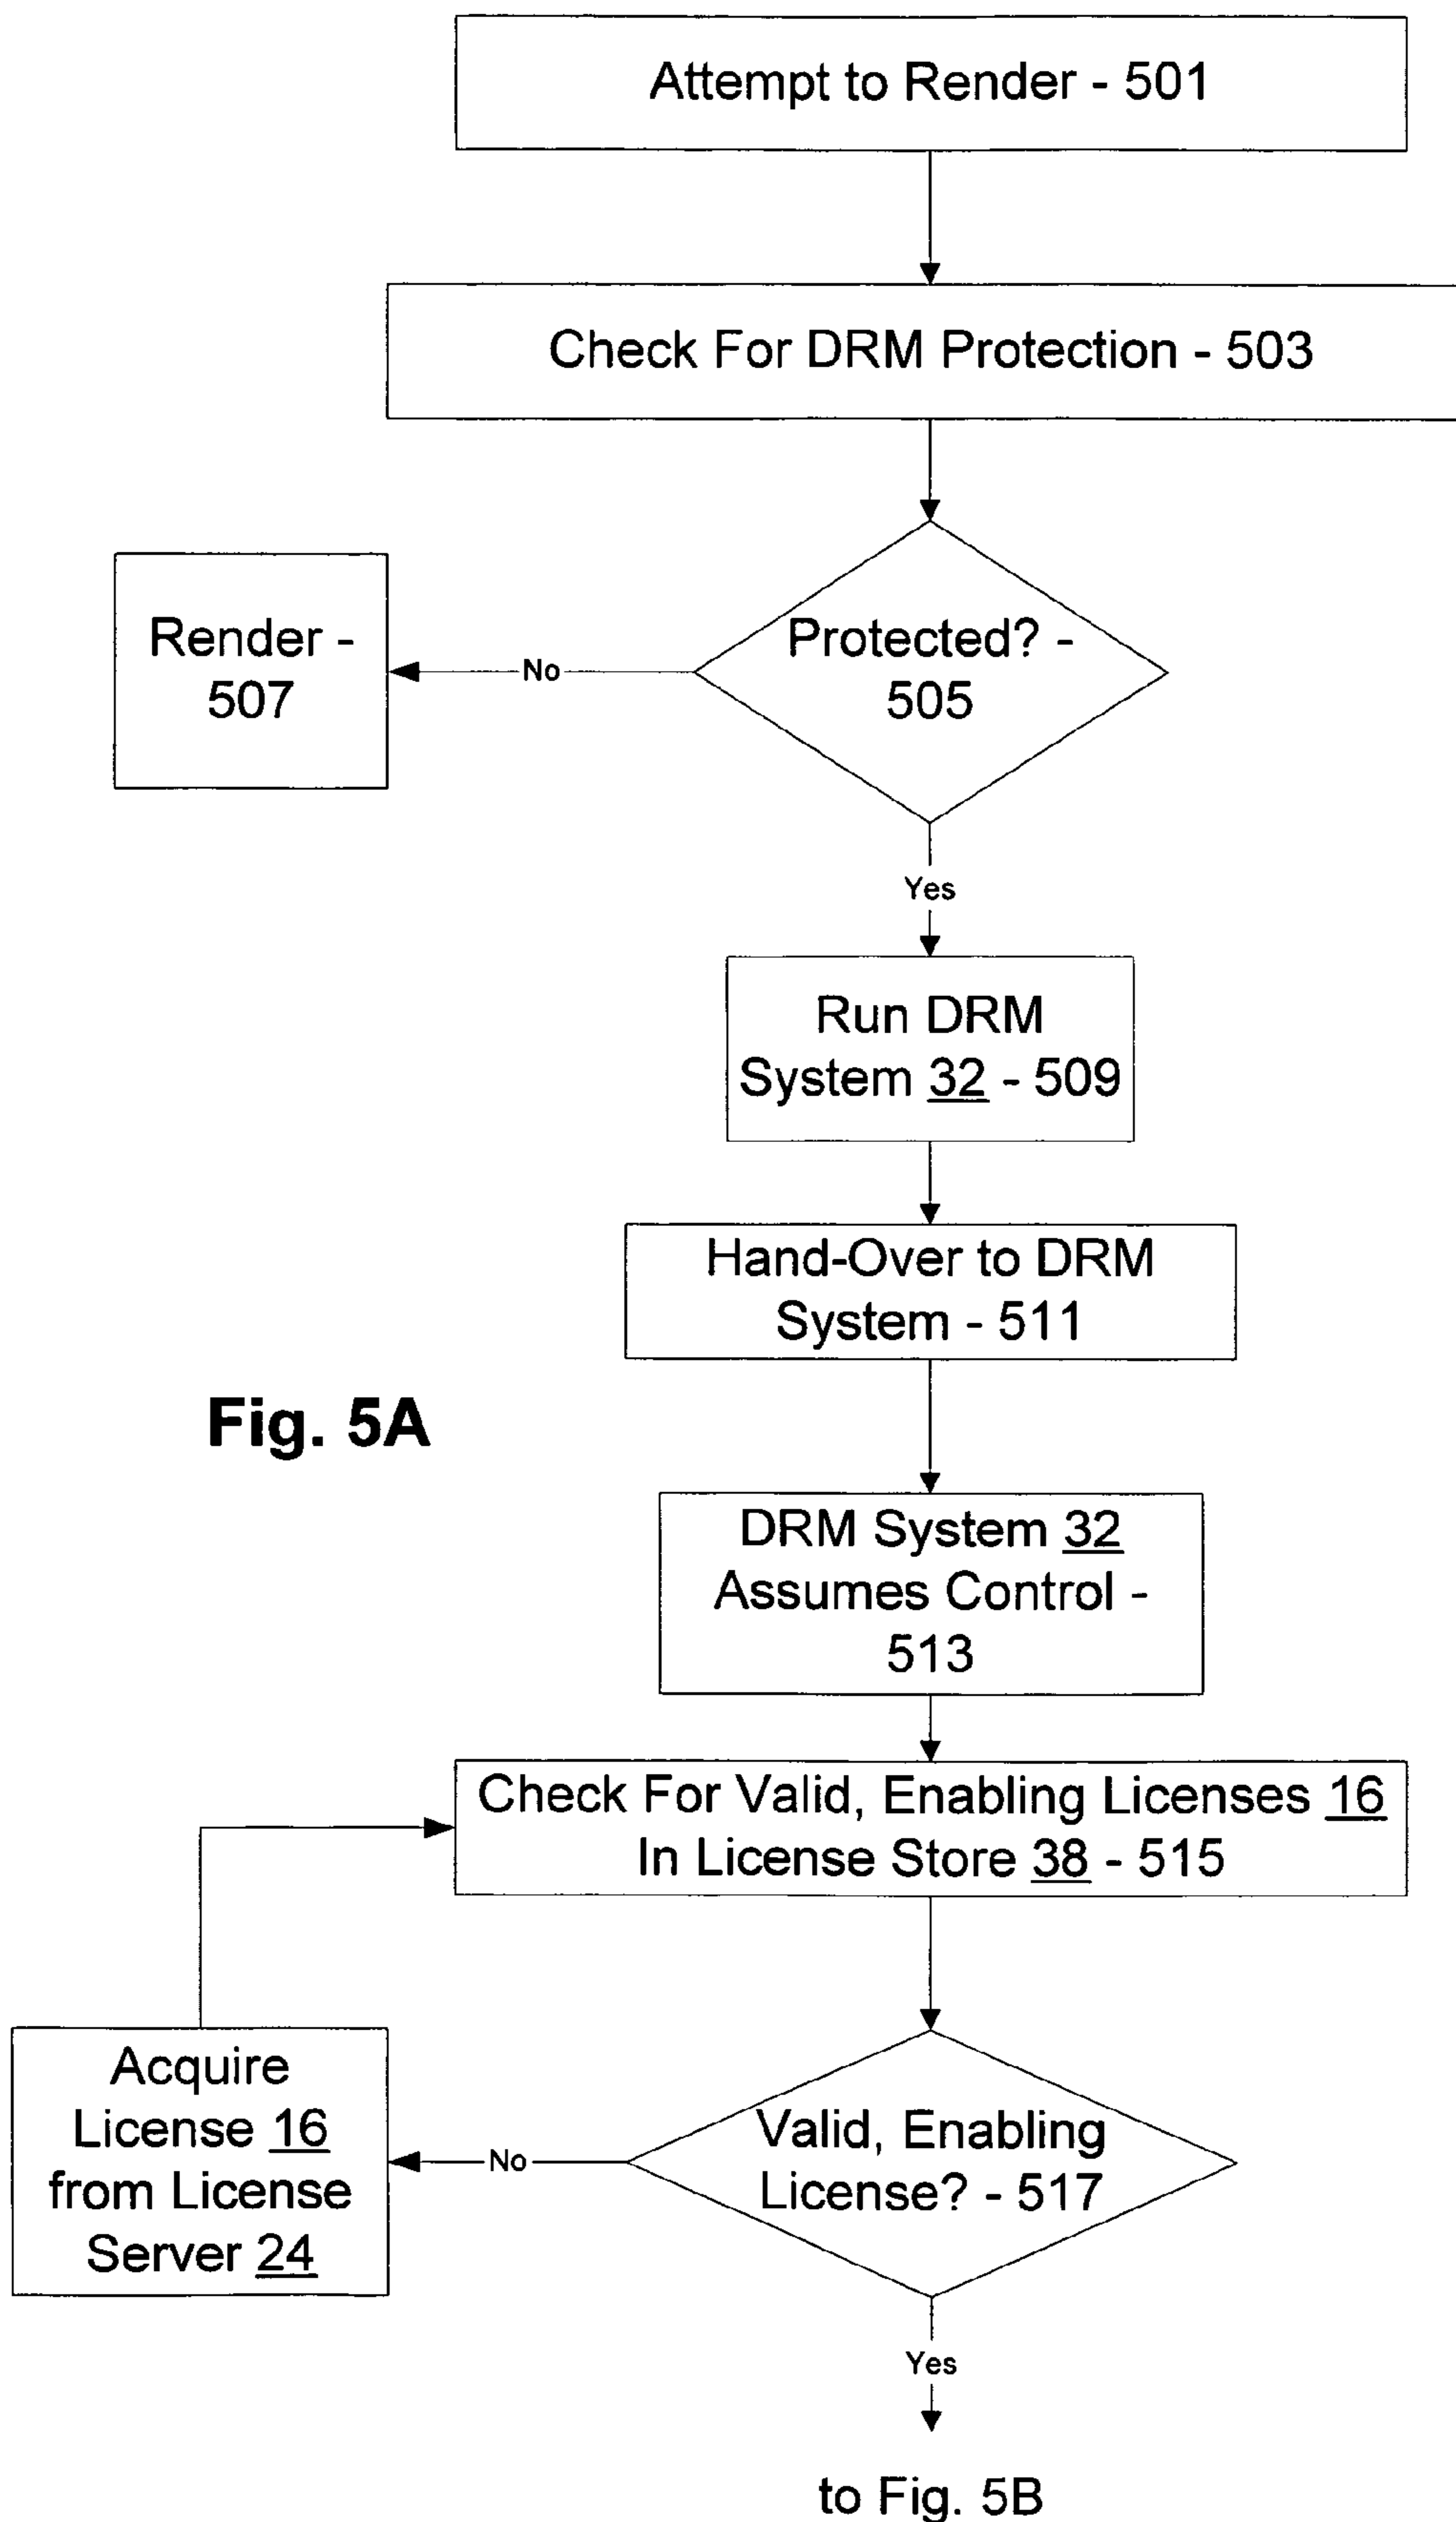 Attempt to Render - 501
Check For DRM Protection - 503
Protected? -
505
No
Render -
507
Yes
Run DRM
System 32 - 509
Hand-Over to DRM
System - 511
Fig. 5A
DRM System 32
Assumes Control -
513
Check For Valid, Enabling Licenses 16
In License Store 38 - 515
Valid, Enabling
License? - 517
No
Acquire
License 16
from License
Server 24
Yes
to Fig. 5B